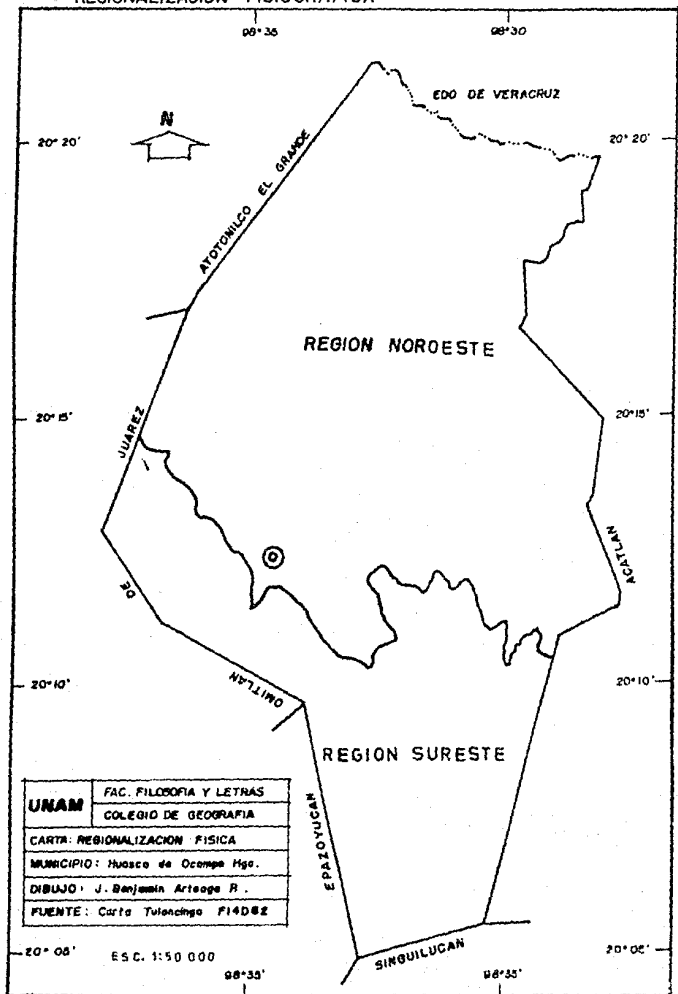 REGIONALIZACION FISIOGRAFICA
98°35'
98°30
EDO DE VERACRUZ
N
20° 20'
20° 20'
ATOTONILCO EL GRANDE
REGION NOROESTE
20°15'
20°15'
JUAREZ
ACATLAN
DE
20°10'
20°10'
OMITLAN
REGION SURESTE
EPAZOYUCAN
UNAM
FAC. FILOSOFIA Y LETRAS
COLEGIO DE GEOGRAFIA
CARTA: REGIONALIZACION FISICA
MUNICIPIO: Huasca de Ocampo Hgo.
DIBUJO: J. Benjamin Arteaga R.
FUENTE: Carta Tulancingo F14D82
20° 05'
20° 05'
ESC. 1:50 000
SINGUILUCAN
98°35'
98°35'